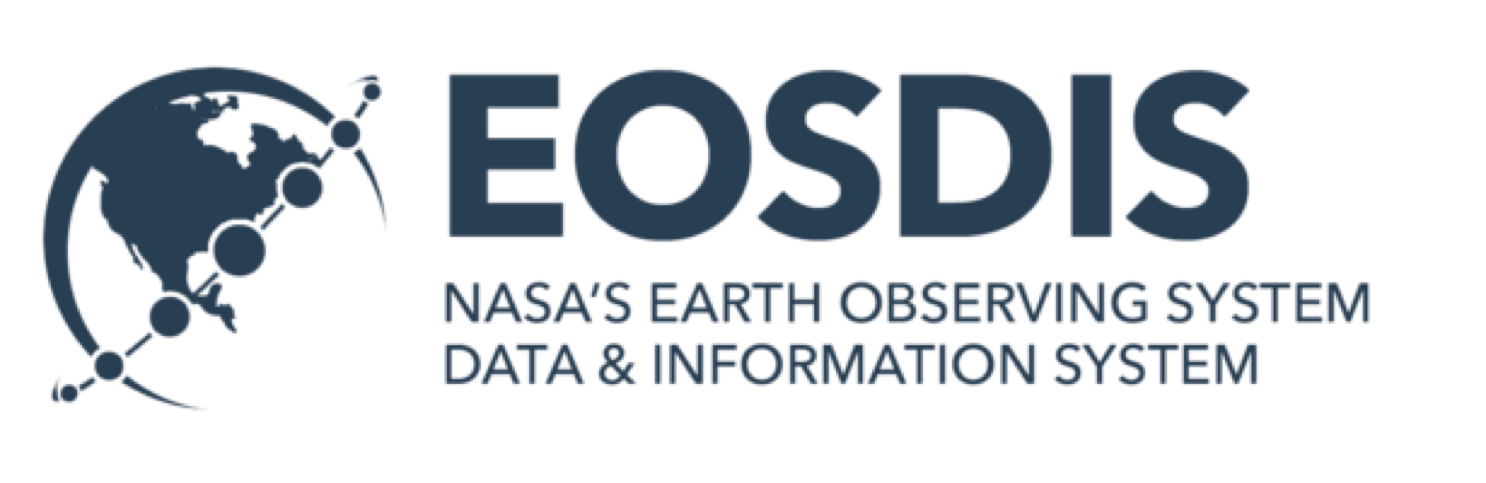 EOSDIS
NASA‘S EARTH OBSERVING SYSTEM
DATA & INFORMATION SYSTEM